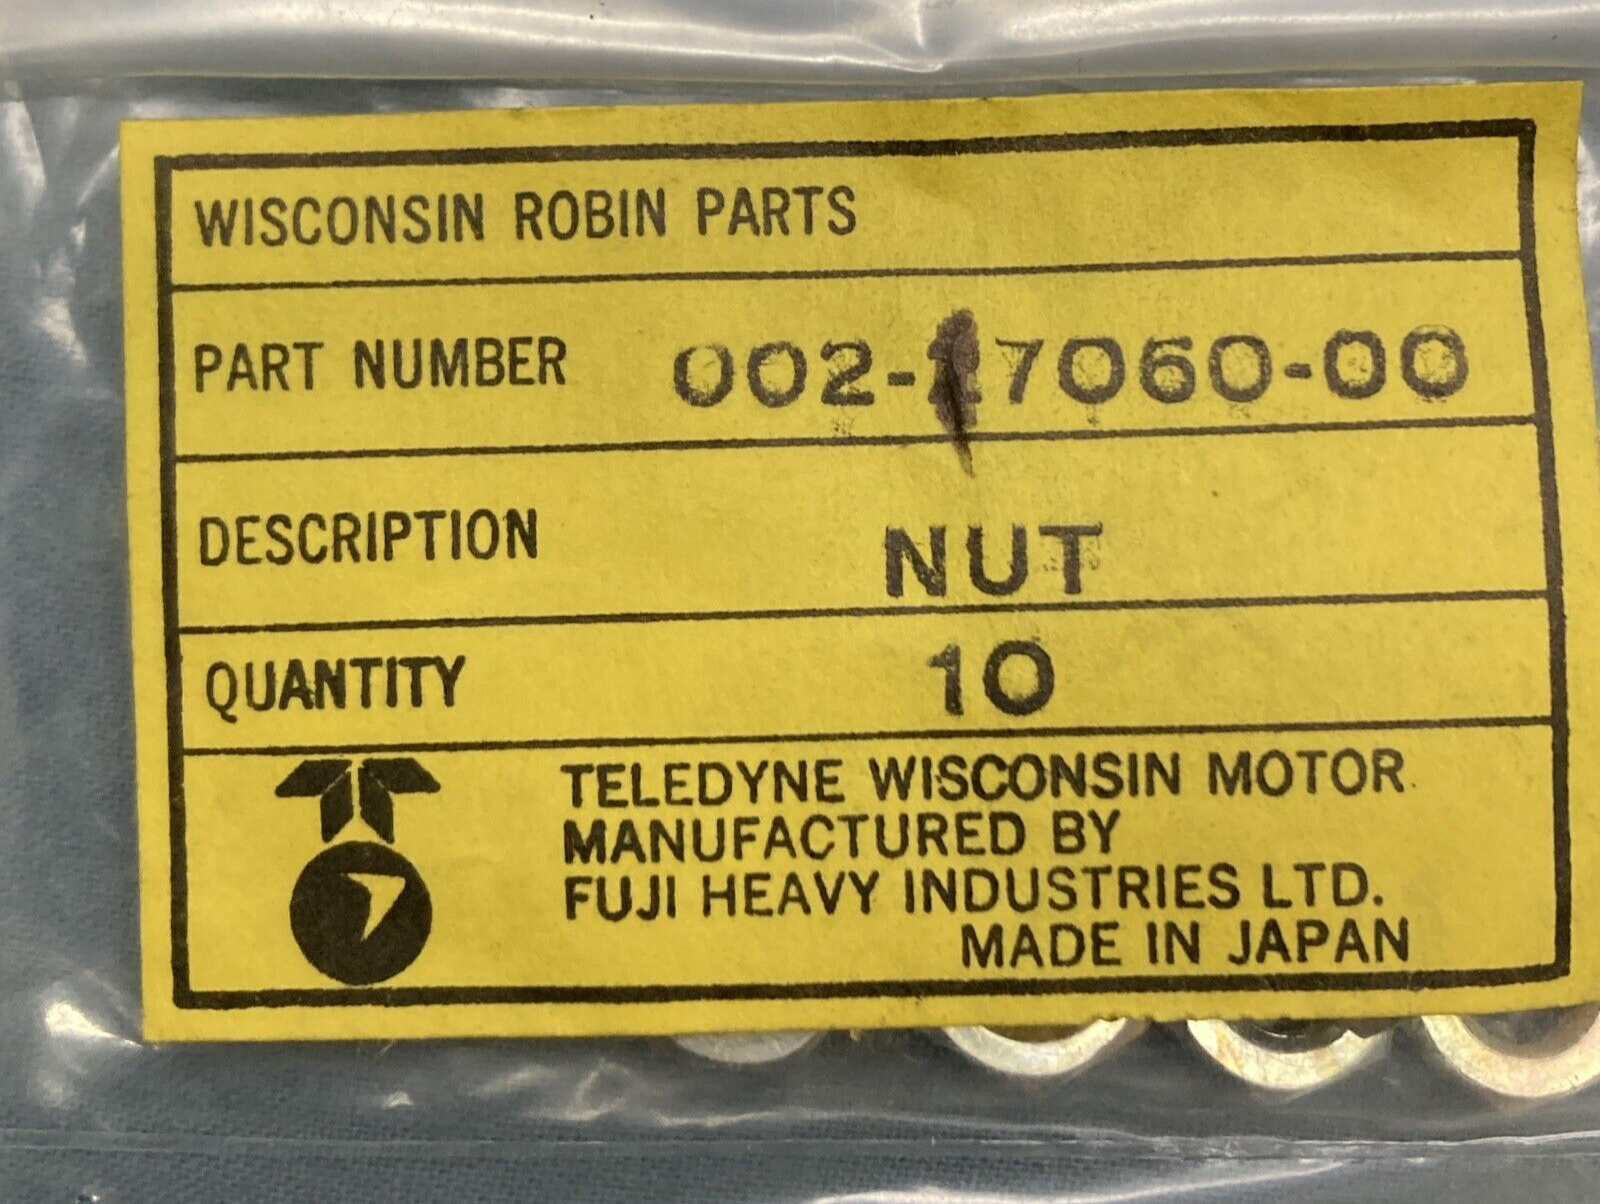 WISCONSIN ROBIN PARTS
PART NUMBER 002-17060-00
DESCRIPTION NUT
QUANTITY 10
TELEDYNE WISCONSIN MOTOR
MANUFACTURED BY
FUJI HEAVY INDUSTRIES LTD.
MADE IN JAPAN